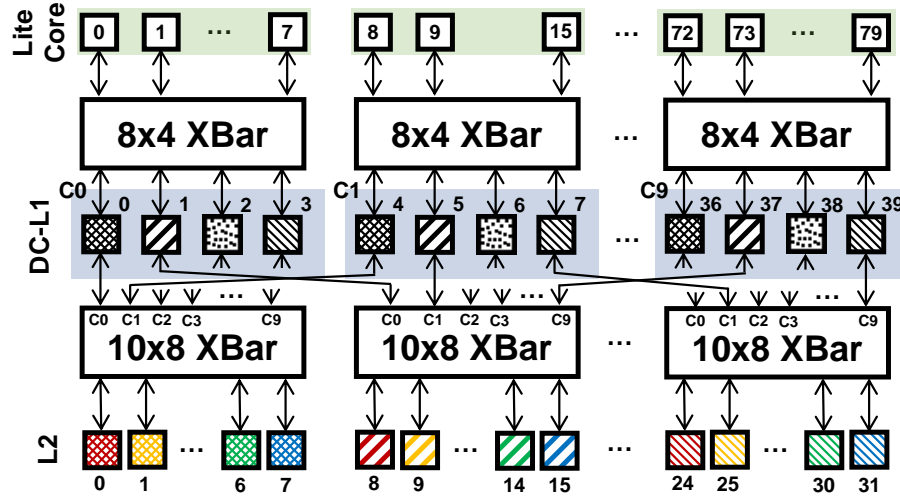 Lite Core
0 1 ... 7 8 9 15 ... 72 73 ... 79
8x4 XBar 8x4 XBar ... 8x4 XBar
C0 C1 C9
DC-L1
0 1 2 3 4 5 6 7 ... 36 37 38 39
... ... ...
C0 C1 C2 C3 C9 C0 C1 C2 C3 C9 C0 C1 C2 C3 C9
10x8 XBar 10x8 XBar ... 10x8 XBar
L2
... ... ... ...
0 1 6 7 8 9 14 15 24 25 30 31